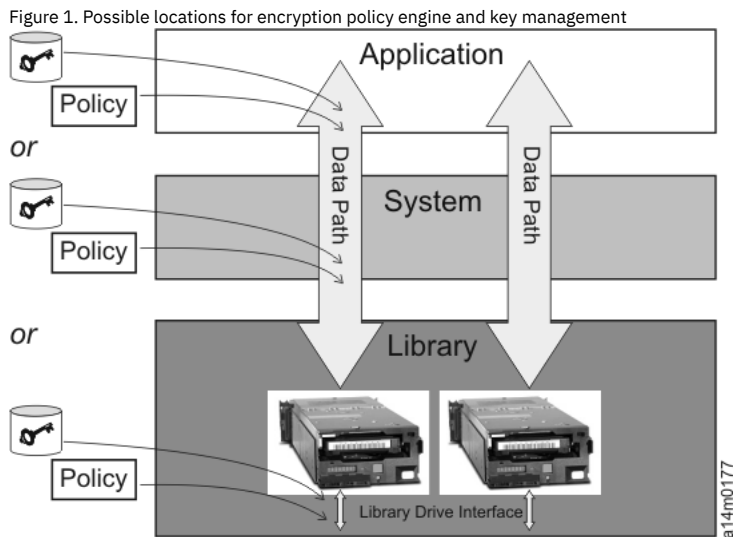 Figure 1. Possible locations for encryption policy engine and key management
Application
Policy
or
Data Path
Data Path
System
Policy
or
Library
Policy
Library Drive Interface
a14m0177